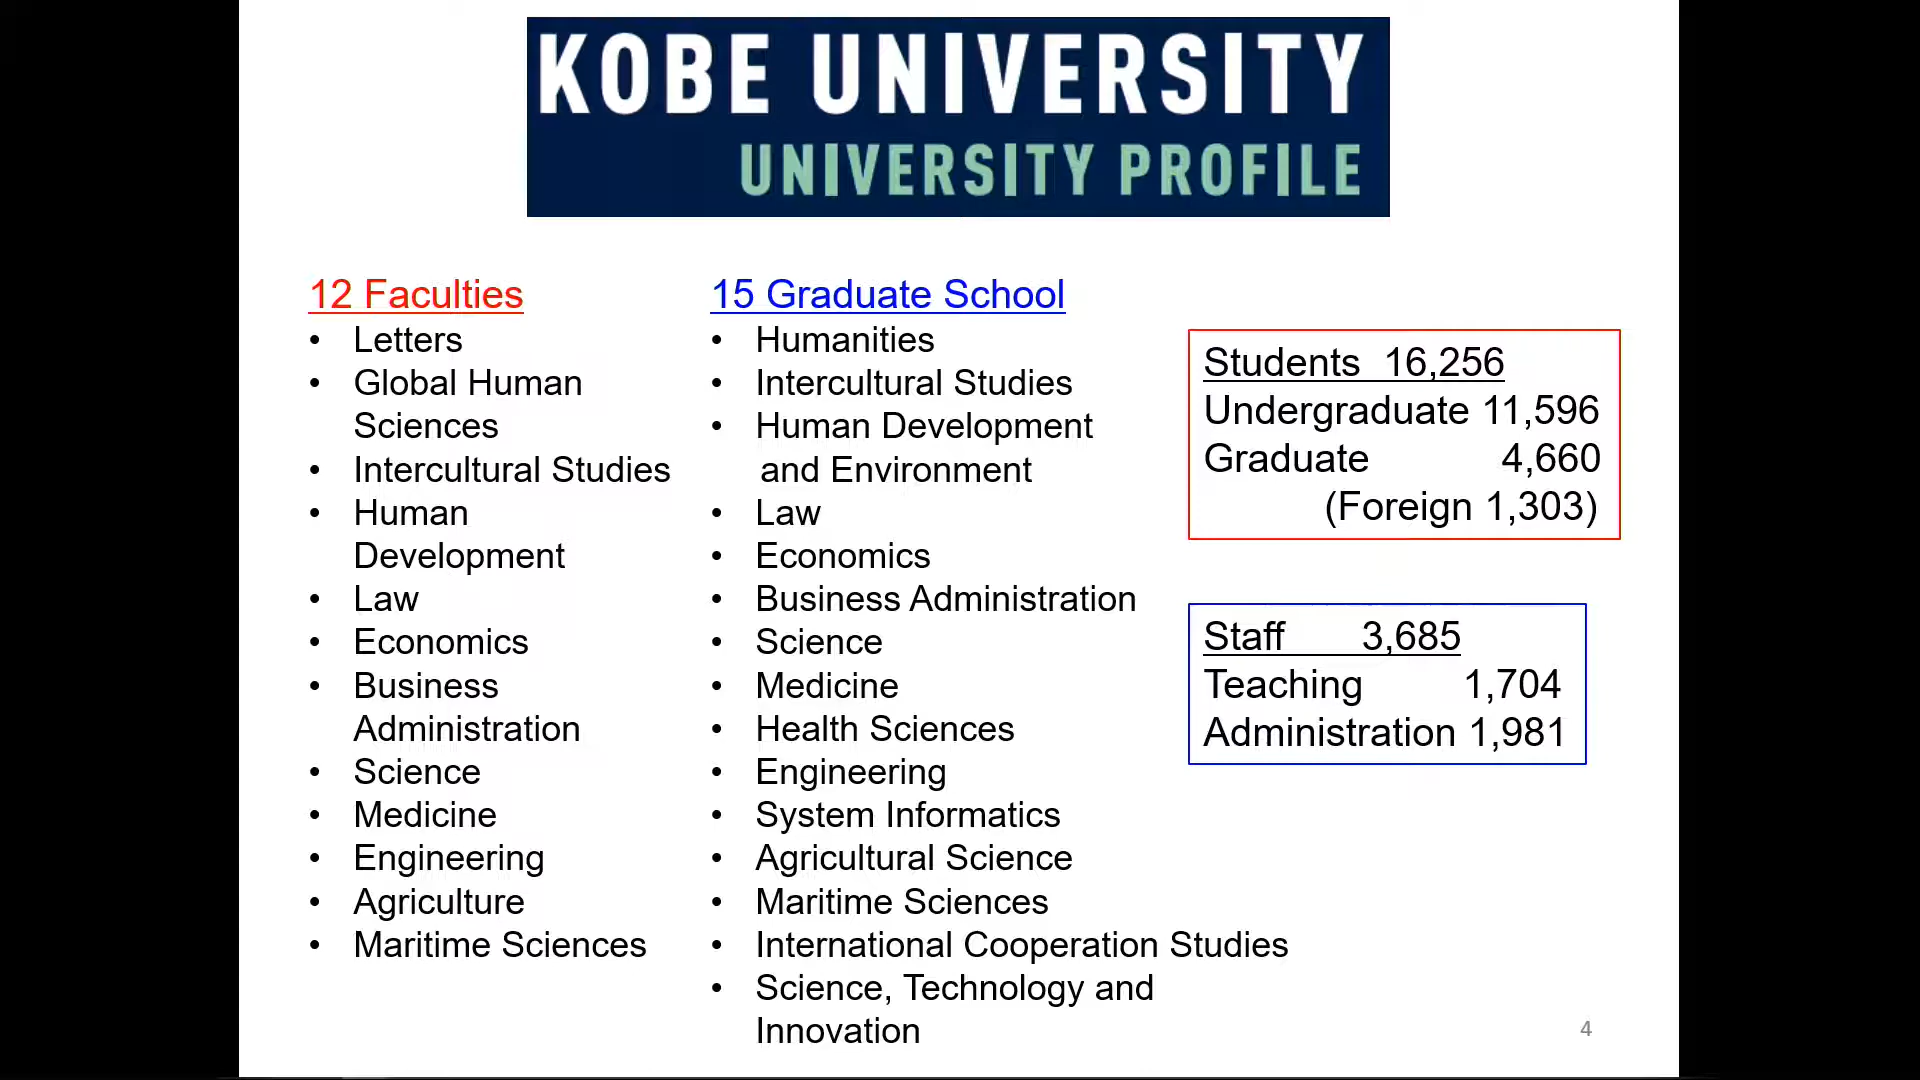 KOBE UNIVERSITY
UNIVERSITY PROFILE
12 Faculties
• Letters
• Global Human
Sciences
• Intercultural Studies
• Human
Development
• Law
• Economics
• Business
Administration
• Science
• Medicine
• Engineering
• Agriculture
• Maritime Sciences
15 Graduate School
• Humanities
• Intercultural Studies
• Human Development
and Environment
• Law
• Economics
• Business Administration
• Science
• Medicine
• Health Sciences
• Engineering
• System Informatics
• Agricultural Science
• Maritime Sciences
• International Cooperation Studies
• Science, Technology and
Innovation
Students 16,256
Undergraduate 11,596
Graduate 4,660
(Foreign 1,303)
Staff 3,685
Teaching 1,704
Administration 1,981
4